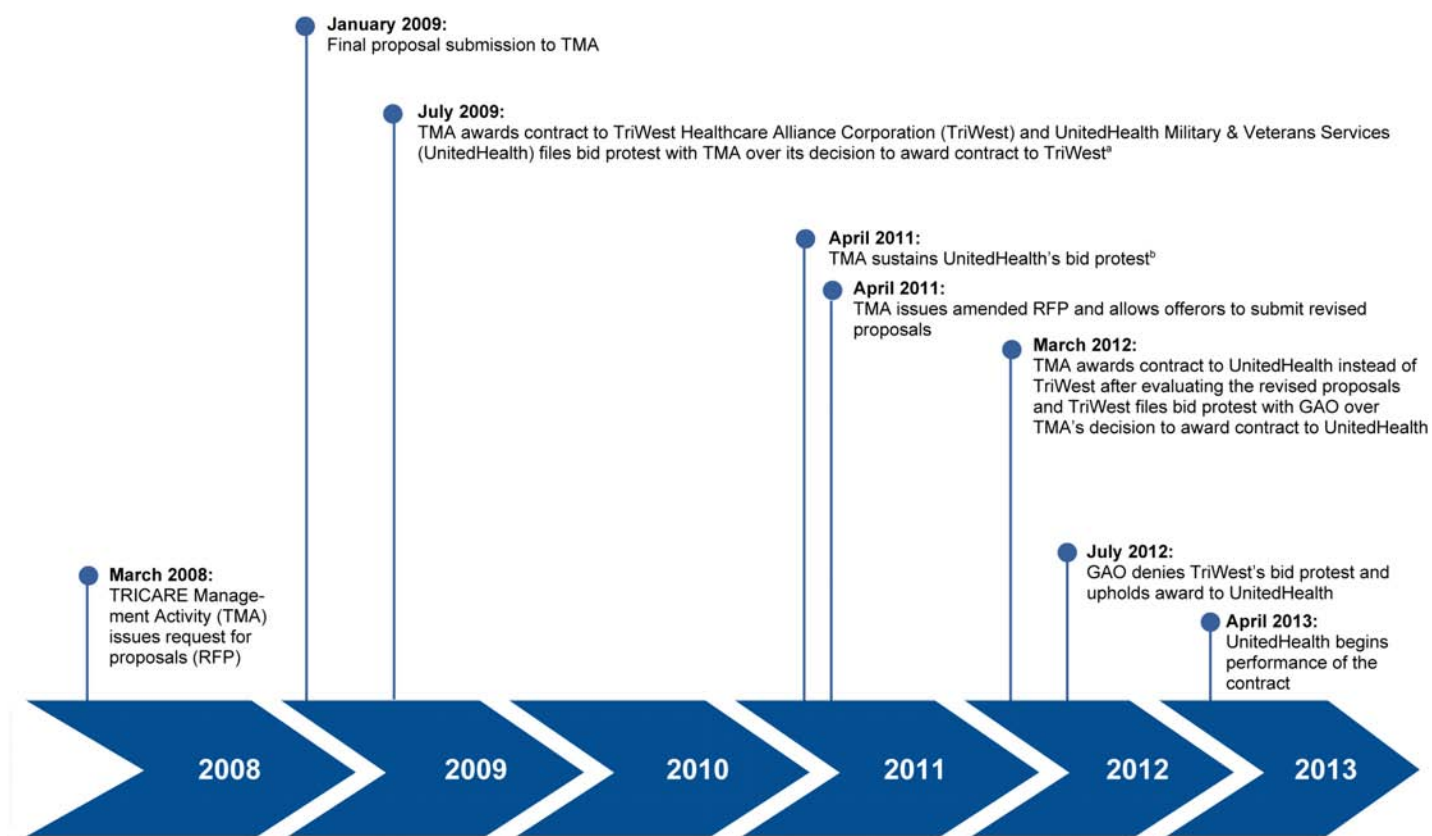 January 2009:
Final proposal submission to TMA
July 2009:
TMA awards contract to TriWest Healthcare Alliance Corporation (TriWest) and UnitedHealth Military & Veterans Services
(UnitedHealth) files bid protest with TMA over its decision to award contract to TriWestᵃ
April 2011:
TMA sustains UnitedHealth's bid protestᵇ
April 2011:
TMA issues amended RFP and allows offerors to submit revised
proposals
March 2012:
TMA awards contract to UnitedHealth instead of
TriWest after evaluating the revised proposals
and TriWest files bid protest with GAO over
TMA's decision to award contract to UnitedHealth
July 2012:
GAO denies TriWest's bid protest and
upholds award to UnitedHealth
March 2008:
TRICARE Manage-
ment Activity (TMA)
issues request for
proposals (RFP)
April 2013:
UnitedHealth begins
performance of the
contract
2008
2009
2010
2011
2012
2013